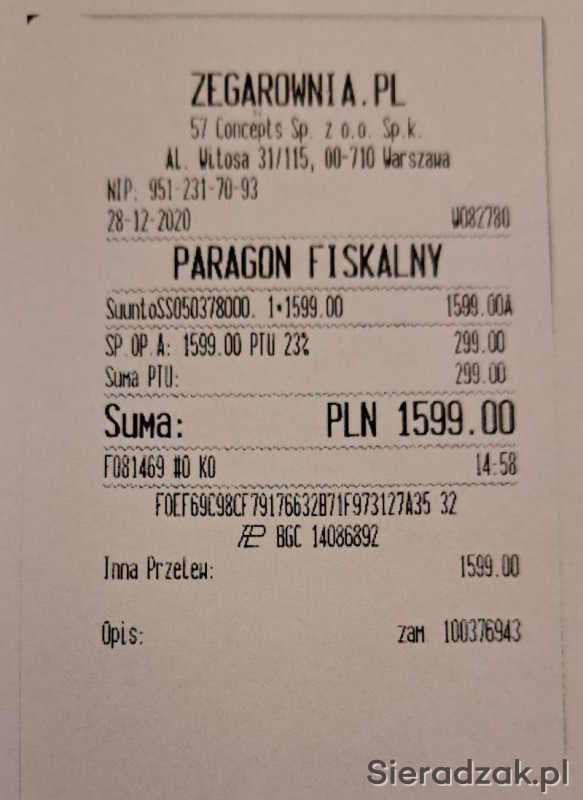 ZEGAROWNIA.PL
57 Concepts Sp. z o.o. Sp.k.
AL. Witosa 31/115, 00-710 Warszawa
NIP: 951-231-70-93
28-12-2020 W082780
PARAGON FISKALNY
SuuntoSS050378000. 1*1599.00 1599.00A
SP.OP.A: 1599.00 PTU 23% 299.00
Suma PTU: 299.00
Suma: PLN 1599.00
F081469 #0 K0 14:58
F0EF69C98CF79176632B71F973127A35 32
BGC 14086892
Inna Przelew: 1599.00
Opis: zam 100376943
Sieradzak.pl